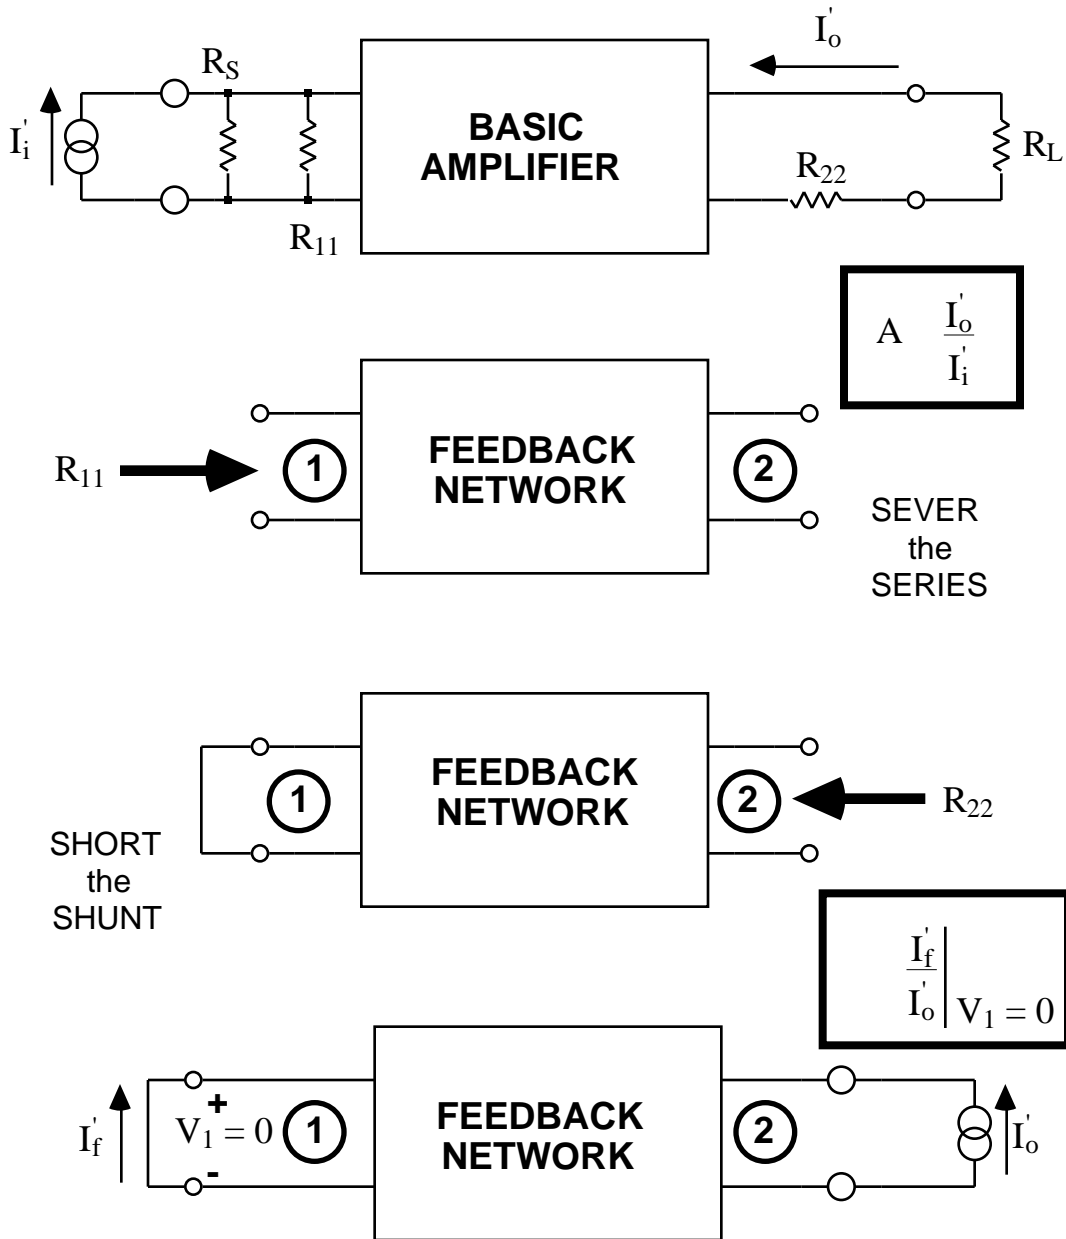 I'o
RS
I'i
BASIC
AMPLIFIER
R22
RL
R11
A I'o
I'i
R11
1
FEEDBACK
NETWORK
2
SEVER
the
SERIES
1
FEEDBACK
NETWORK
2
R22
SHORT
the
SHUNT
I'f
I'o V1 = 0
I'f
+
V1 = 0
-
1
FEEDBACK
NETWORK
2
I'o